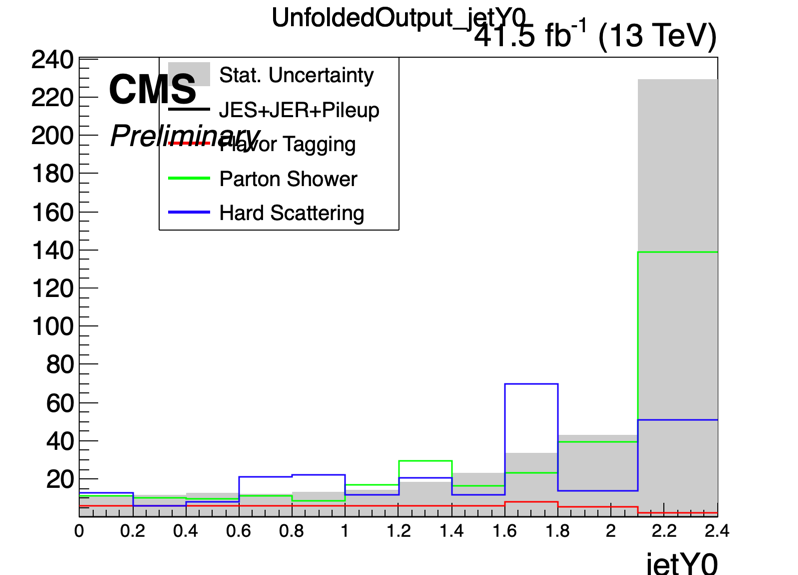 UnfoldedOutput_jetY0
41.5 fb-1 (13 TeV)
CMS
Preliminary
Stat. Uncertainty
JES+JER+Pileup
Flavor Tagging
Parton Shower
Hard Scattering
240
220
200
180
160
140
120
100
80
60
40
20
0 0.2 0.4 0.6 0.8 1 1.2 1.4 1.6 1.8 2 2.2 2.4
jetY0